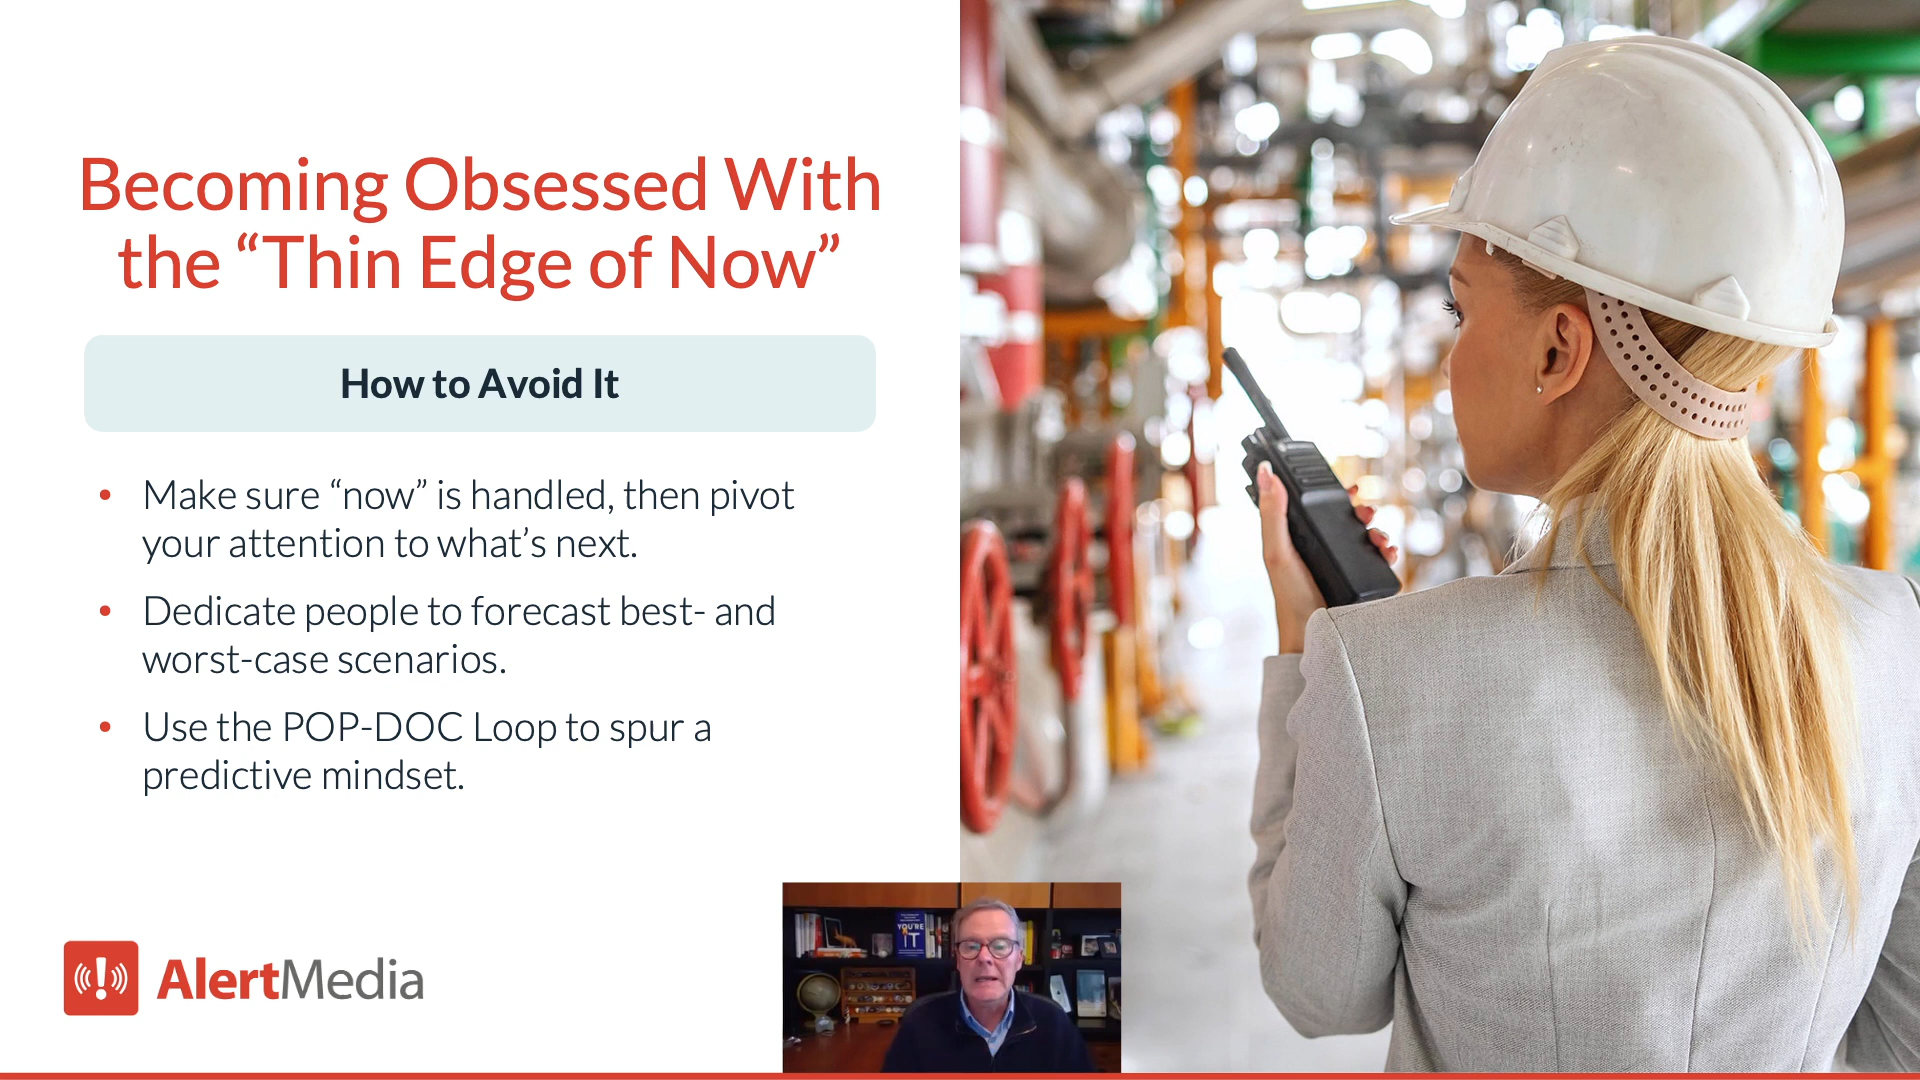 Becoming Obsessed With
the “Thin Edge of Now”
How to Avoid It
• Make sure “now” is handled, then pivot
your attention to what’s next.
• Dedicate people to forecast best- and
worst-case scenarios.
• Use the POP-DOC Loop to spur a
predictive mindset.
AlertMedia
YOU'RE
IT